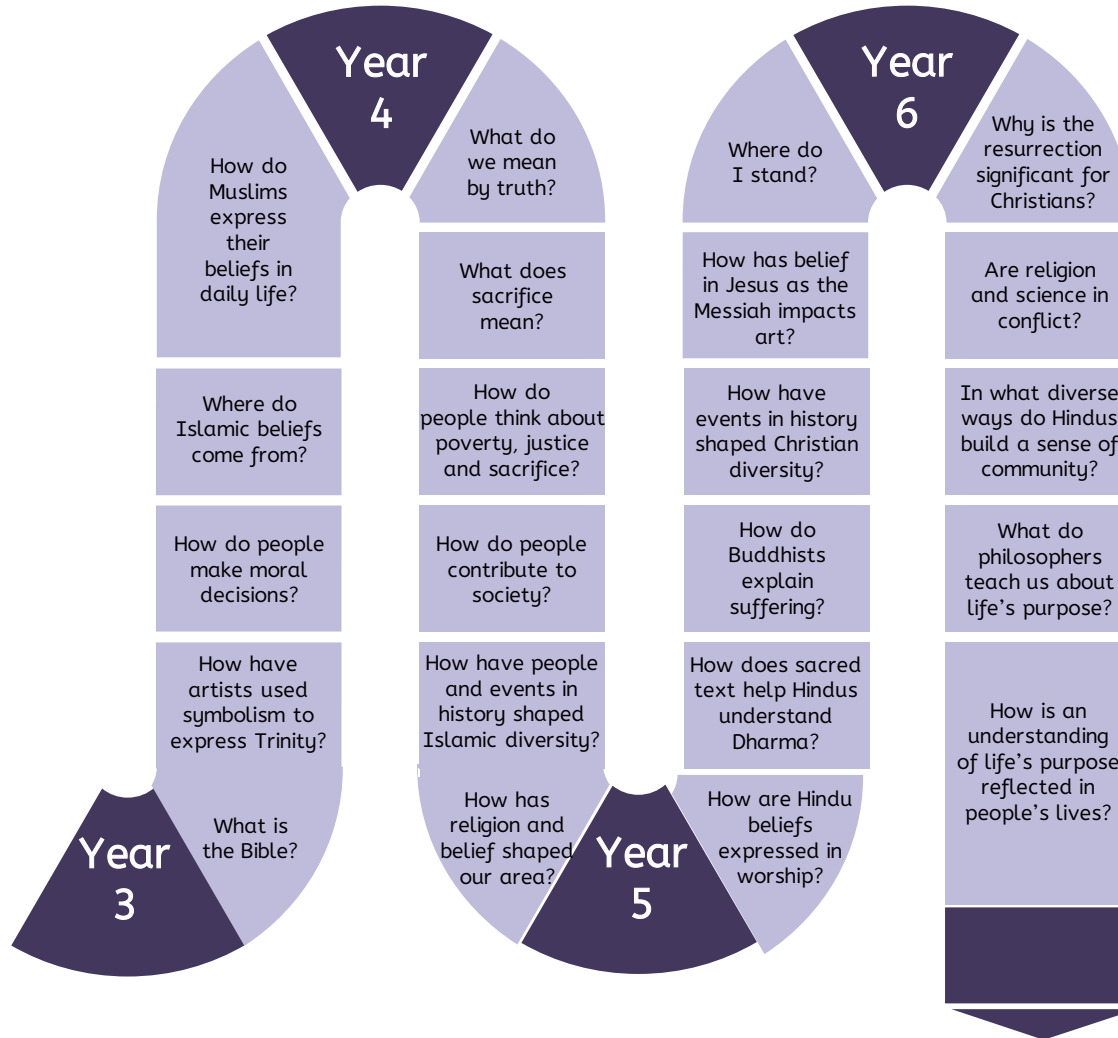 Year
3
What is
the Bible?
How have
artists used
symbolism to
express Trinity?
How do people
make moral
decisions?
Where do
Islamic beliefs
come from?
How do
Muslims
express
their
beliefs in
daily life?
Year
4
What do
we mean
by truth?
What does
sacrifice
mean?
How do
people think about
poverty, justice
and sacrifice?
How do people
contribute to
society?
How have people
and events in
history shaped
Islamic diversity?
How has
religion and
belief shaped
our area?
Year
5
How are Hindu
beliefs
expressed in
worship?
How does sacred
text help Hindus
understand
Dharma?
How do
Buddhists
explain
suffering?
How have
events in history
shaped Christian
diversity?
How has belief
in Jesus as the
Messiah impacts
art?
Where do
I stand?
Year
6
Why is the
resurrection
significant for
Christians?
Are religion
and science in
conflict?
In what diverse
ways do Hindus
build a sense of
community?
What do
philosophers
teach us about
life’s purpose?
How is an
understanding
of life’s purpose
reflected in
people’s lives?